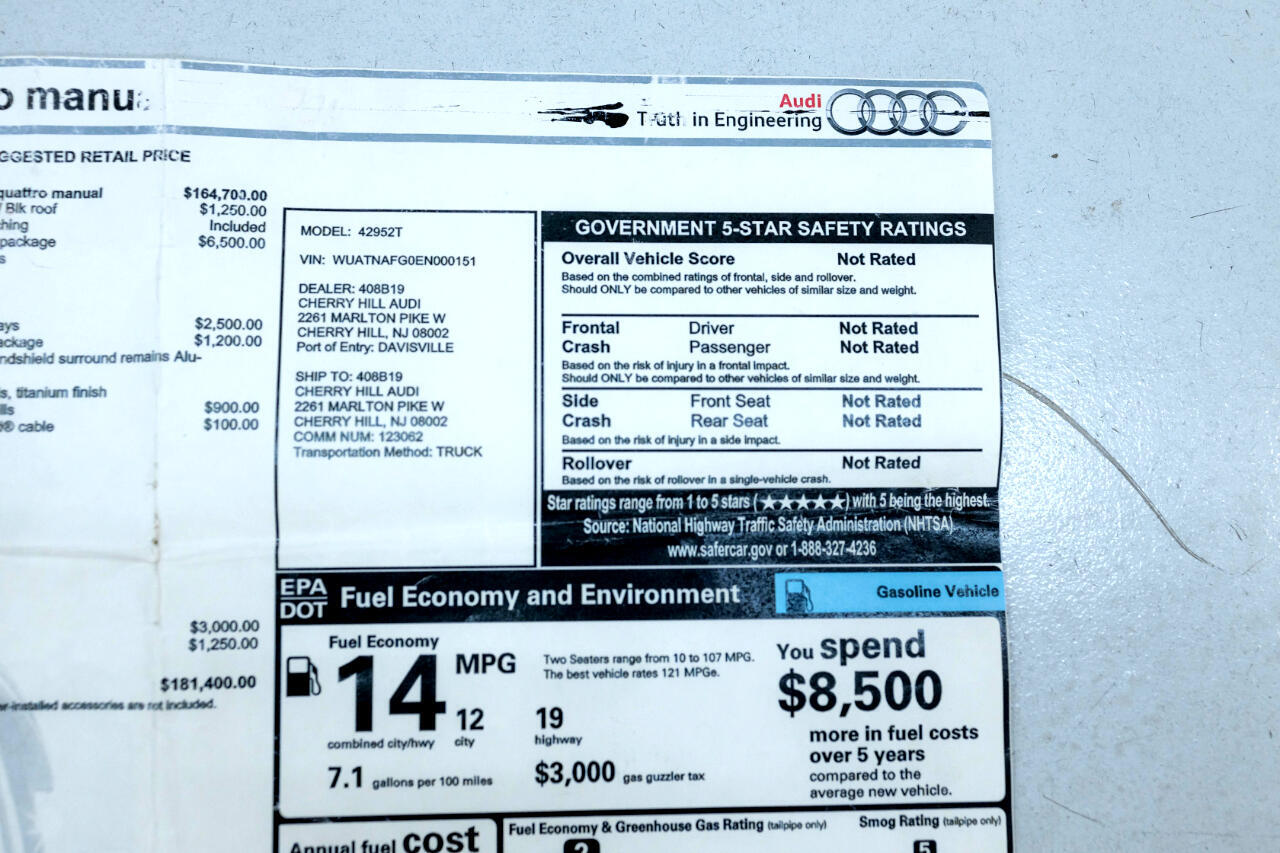 o manua
Audi
Truth in Engineering
GGESTED RETAIL PRICE
quattro manual $164,700.00
/ Blk roof $1,250.00
hing Included
package $6,500.00
s
ays $2,500.00
ackage $1,200.00
ndshield surround remains Alu-
s, titanium finish
lls $900.00
® cable $100.00
$3,000.00
$1,250.00
$181,400.00
er-installed accessories are not included.
MODEL: 42952T
VIN: WUATNAFG0EN000151
DEALER: 408B19
CHERRY HILL AUDI
2261 MARLTON PIKE W
CHERRY HILL, NJ 08002
Port of Entry: DAVISVILLE
SHIP TO: 408B19
CHERRY HILL AUDI
2261 MARLTON PIKE W
CHERRY HILL, NJ 08002
COMM NUM: 123062
Transportation Method: TRUCK
GOVERNMENT 5-STAR SAFETY RATINGS
Overall Vehicle Score Not Rated
Based on the combined ratings of frontal, side and rollover.
Should ONLY be compared to other vehicles of similar size and weight.
Frontal Driver Not Rated
Crash Passenger Not Rated
Based on the risk of injury in a frontal impact.
Should ONLY be compared to other vehicles of similar size and weight.
Side Front Seat Not Rated
Crash Rear Seat Not Rated
Based on the risk of injury in a side impact.
Rollover Not Rated
Based on the risk of rollover in a single-vehicle crash.
Star ratings range from 1 to 5 stars (★★★★★) with 5 being the highest.
Source: National Highway Traffic Safety Administration (NHTSA)
www.safercar.gov or 1-888-327-4236
EPA
DOT
Fuel Economy and Environment
Gasoline Vehicle
Fuel Economy
14 MPG
combined city/hwy
12
city
19
highway
Two Seaters range from 10 to 107 MPG.
The best vehicle rates 121 MPGe.
7.1 gallons per 100 miles
$3,000 gas guzzler tax
You spend
$8,500
more in fuel costs
over 5 years
compared to the
average new vehicle.
Annual fuel cost
Fuel Economy & Greenhouse Gas Rating (tailpipe only)
Smog Rating (tailpipe only)
5